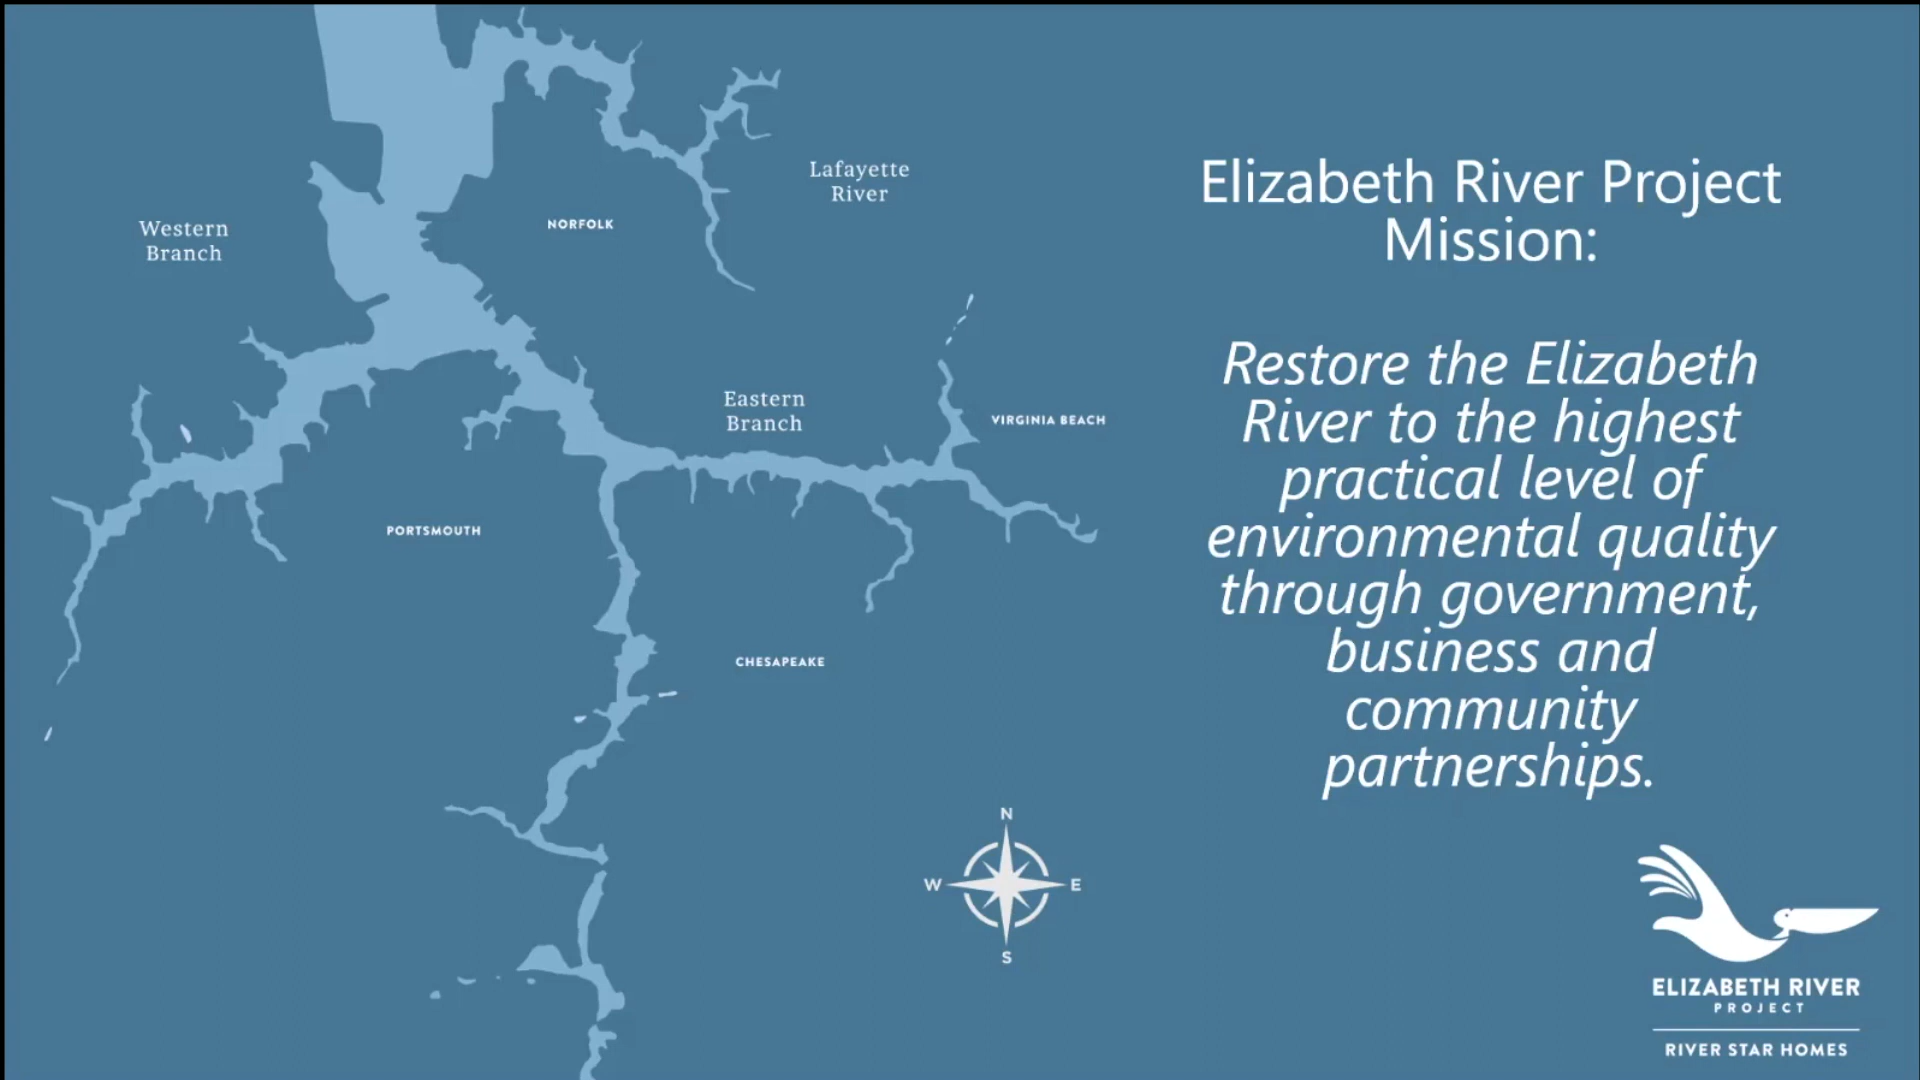 Lafayette
River
Western
Branch
NORFOLK
Eastern
Branch
VIRGINIA BEACH
PORTSMOUTH
CHESAPEAKE
N
W
E
S
Elizabeth River Project
Mission:
Restore the Elizabeth
River to the highest
practical level of
environmental quality
through government,
business and
community
partnerships.
ELIZABETH RIVER
PROJECT
RIVER STAR HOMES